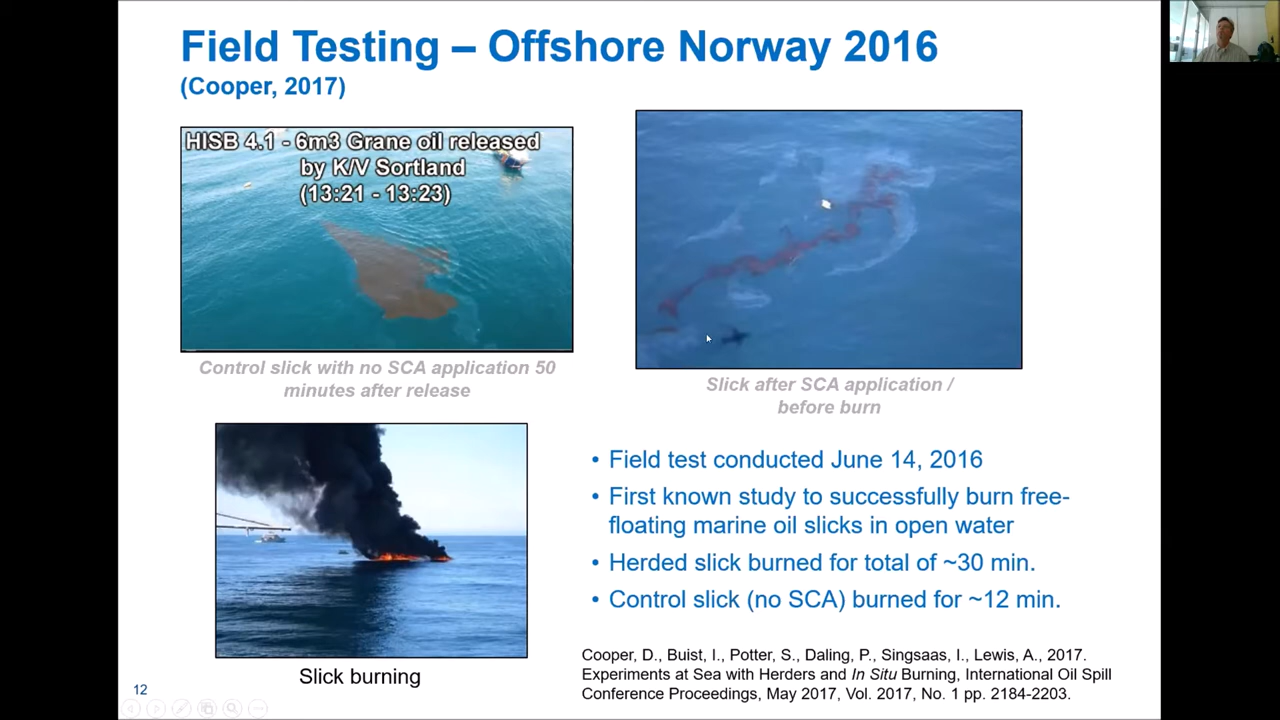 Field Testing – Offshore Norway 2016
(Cooper, 2017)
HISB 4.1 - 6m3 Grane oil released
by K/V Sortland
(13:21 - 13:23)
Control slick with no SCA application 50
minutes after release
Slick after SCA application /
before burn
Slick burning
• Field test conducted June 14, 2016
• First known study to successfully burn free-
floating marine oil slicks in open water
• Herded slick burned for total of ~30 min.
• Control slick (no SCA) burned for ~12 min.
Cooper, D., Buist, I., Potter, S., Daling, P., Singsaas, I., Lewis, A., 2017.
Experiments at Sea with Herders and In Situ Burning, International Oil Spill
Conference Proceedings, May 2017, Vol. 2017, No. 1 pp. 2184-2203.
12